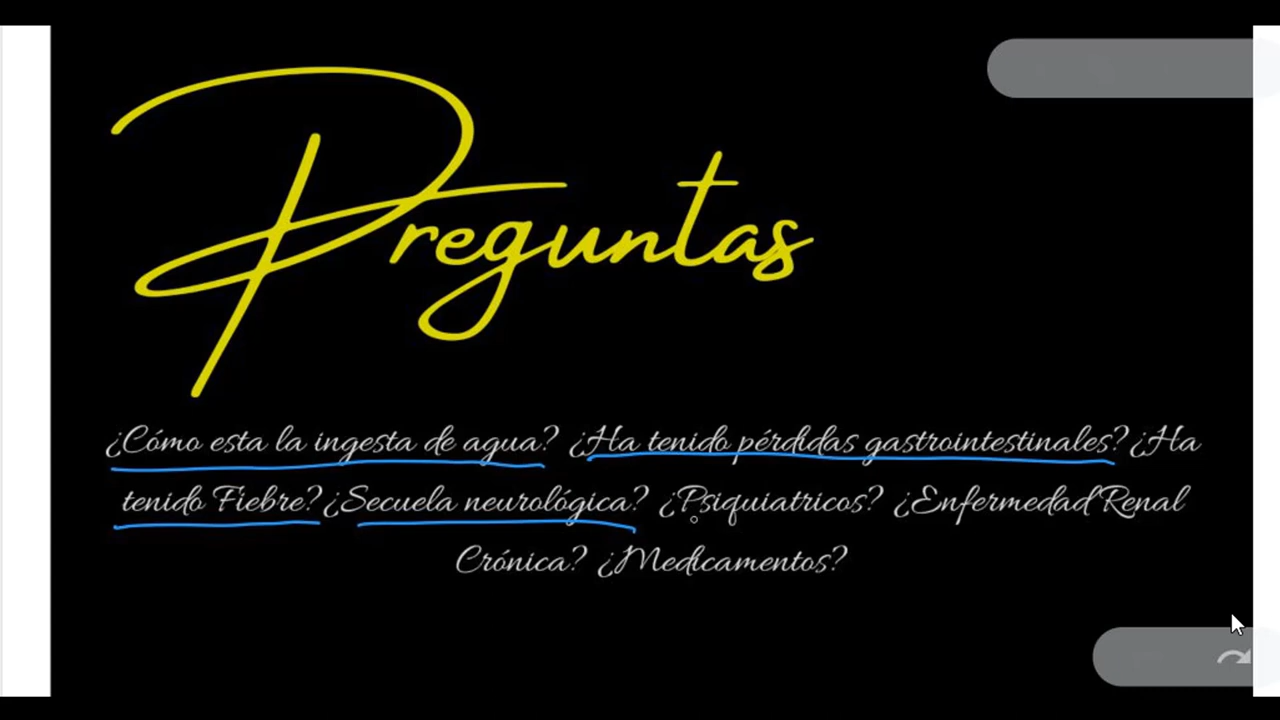 Preguntas
¿Cómo esta la ingesta de agua? ¿Ha tenido pérdidas gastrointestinales? ¿Ha
tenido Fiebre? ¿Secuela neurológica? ¿Psiquiatricos? ¿Enfermedad Renal
Crónica? ¿Medicamentos?